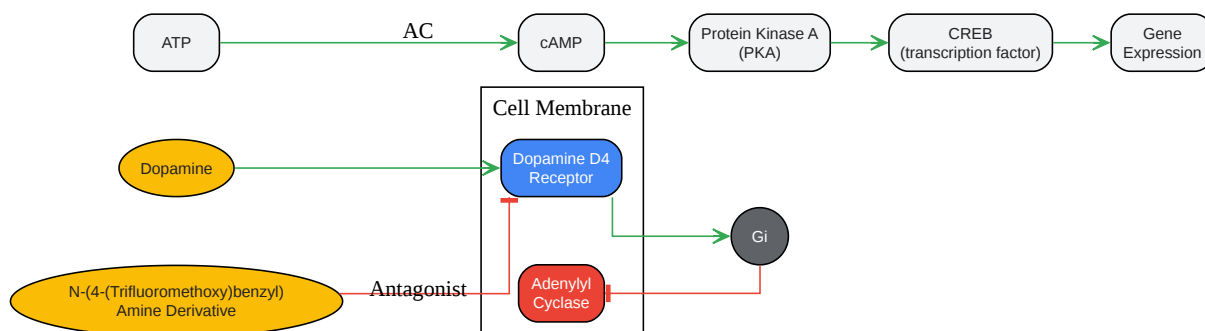 ATP
AC
cAMP
Protein Kinase A
(PKA)
CREB
(transcription factor)
Gene
Expression
Cell Membrane
Dopamine
Dopamine D4
Receptor
Gi
N-(4-(Trifluoromethoxy)benzyl)
Amine Derivative
Antagonist
Adenylyl
Cyclase